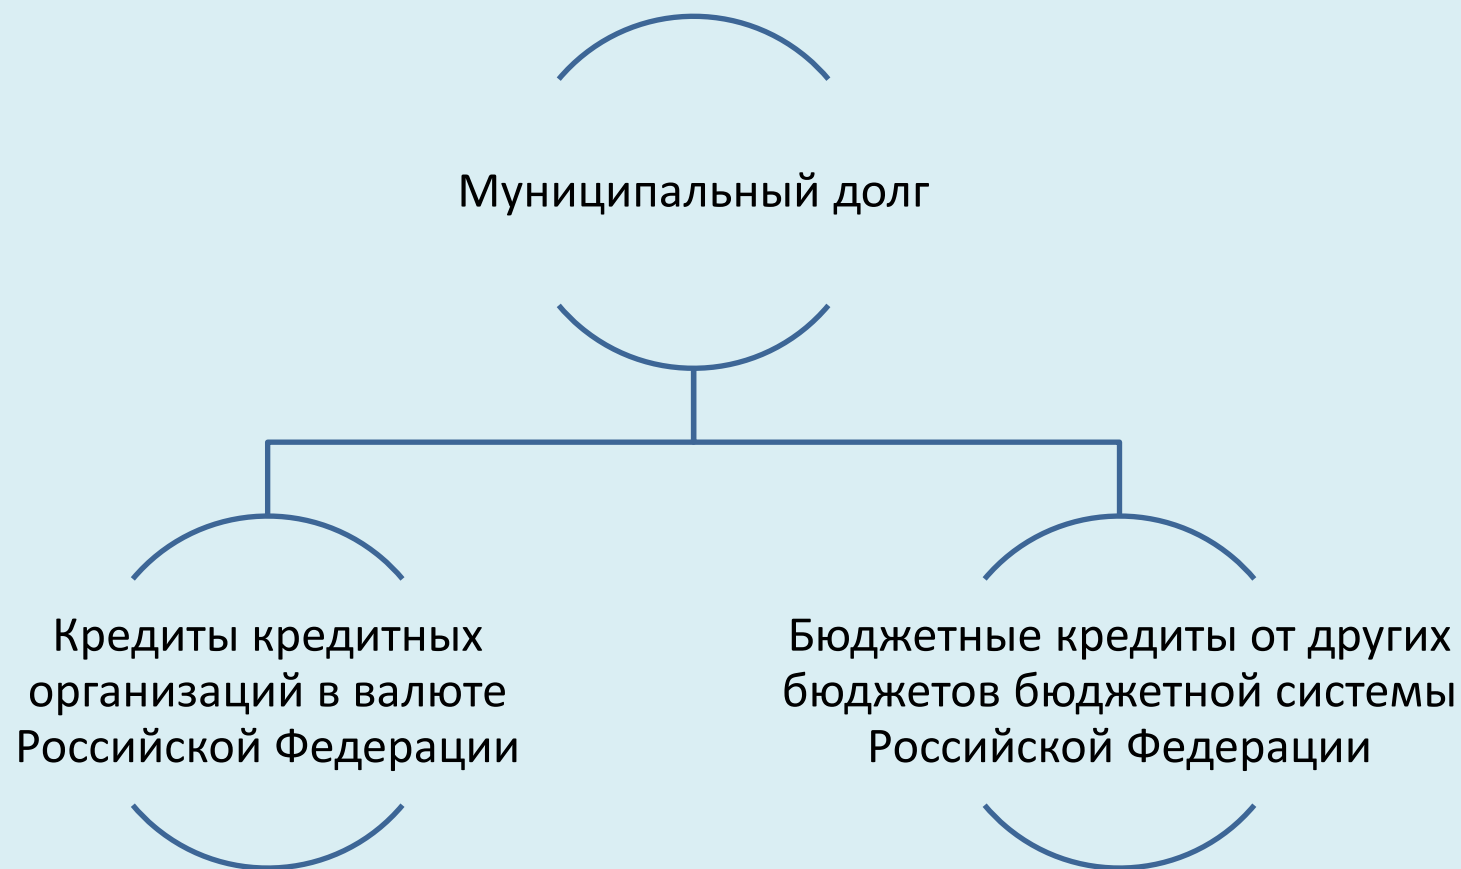 Муниципальный долг
Кредиты кредитных
организаций в валюте
Российской Федерации
Бюджетные кредиты от других
бюджетов бюджетной системы
Российской Федерации